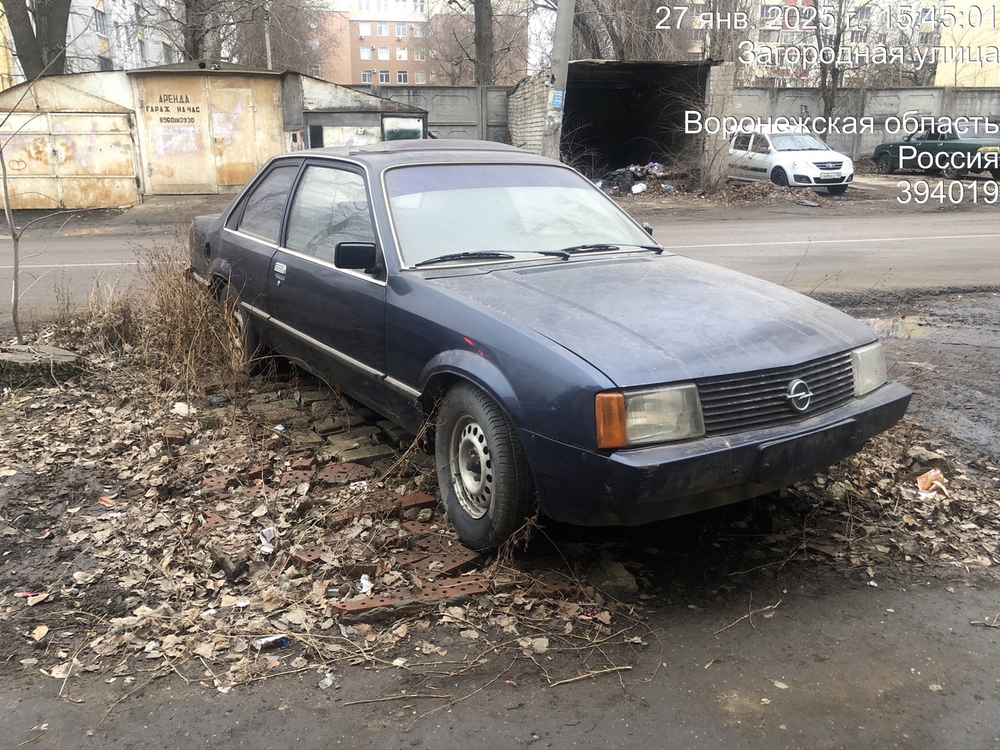 27 янв. 2025 г., 15:45:01
Загородная улица
Воронежская область
Россия
394019
АРЕНДА
ГАРАЖ НА ЧАС
89601113930